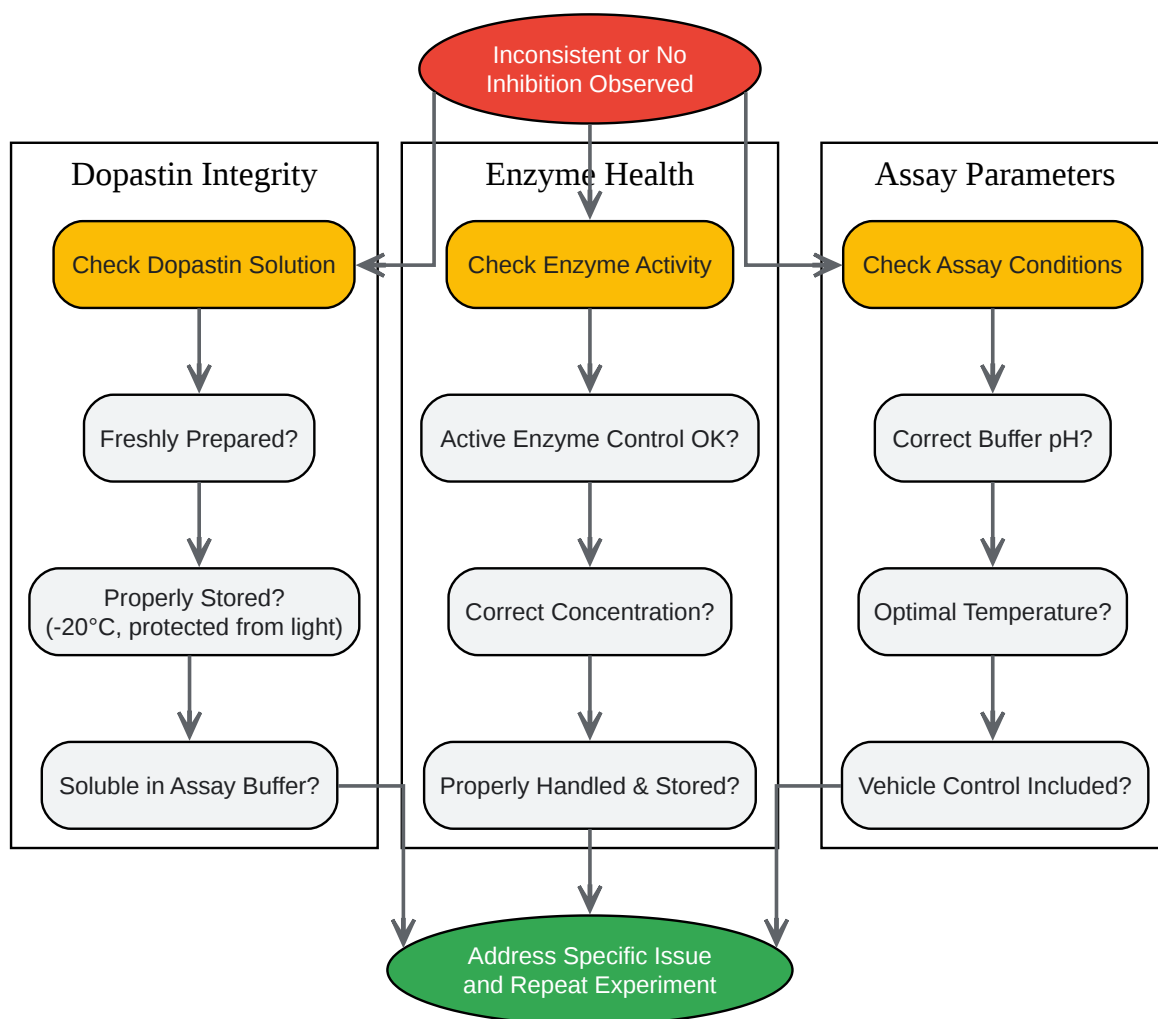 Inconsistent or No
Inhibition Observed
Dopastin Integrity
Check Dopastin Solution
Freshly Prepared?
Properly Stored?
(-20°C, protected from light)
Soluble in Assay Buffer?
Enzyme Health
Check Enzyme Activity
Active Enzyme Control OK?
Correct Concentration?
Properly Handled & Stored?
Assay Parameters
Check Assay Conditions
Correct Buffer pH?
Optimal Temperature?
Vehicle Control Included?
Address Specific Issue
and Repeat Experiment